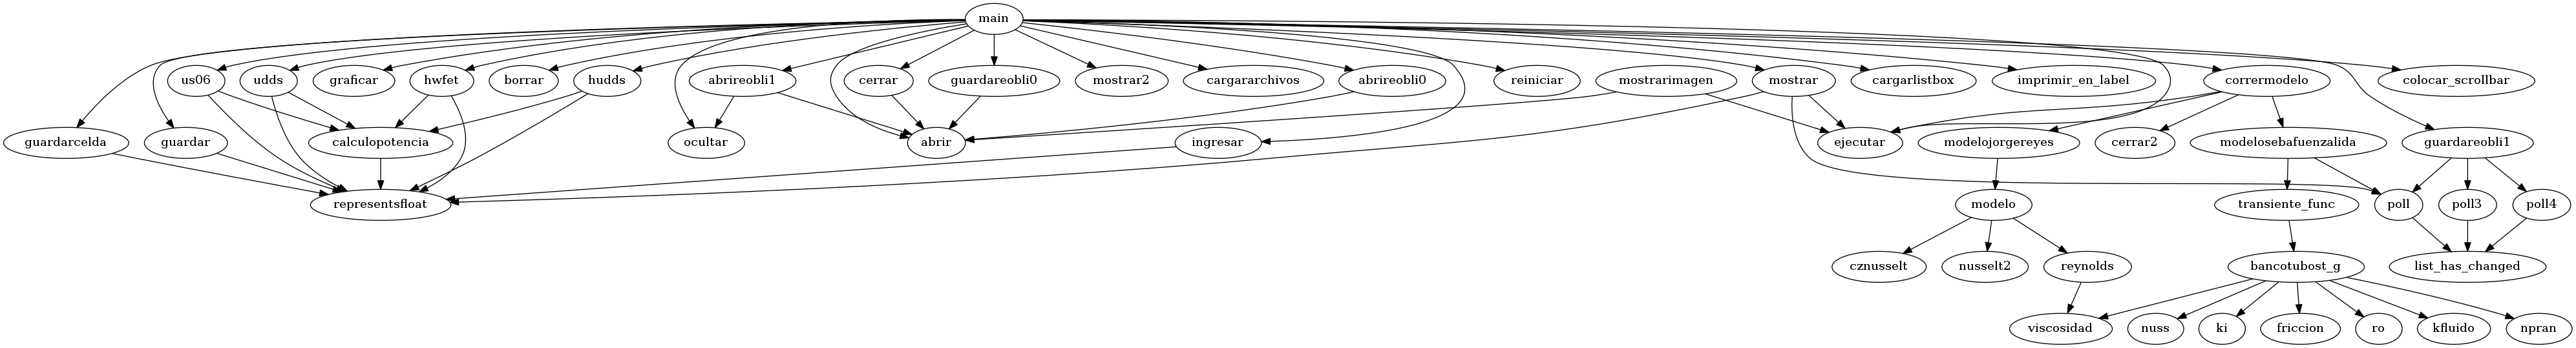 main
us06
udds
graficar
hwfet
borrar
hudds
abrireobli1
cerrar
guardareobli0
mostrar2
cargararchivos
abrireobli0
reiniciar
mostrarimagen
mostrar
cargarlistbox
imprimir_en_label
corrermodelo
colocar_scrollbar
guardarcelda
guardar
calculopotencia
ocultar
abrir
ingresar
ejecutar
modelojorgereyes
cerrar2
modelosebafuenzalida
guardareobli1
representsfloat
modelo
transiente_func
poll
poll3
poll4
cznusselt
nusselt2
reynolds
bancotubost_g
list_has_changed
viscosidad
nuss
ki
friccion
ro
kfluido
npran